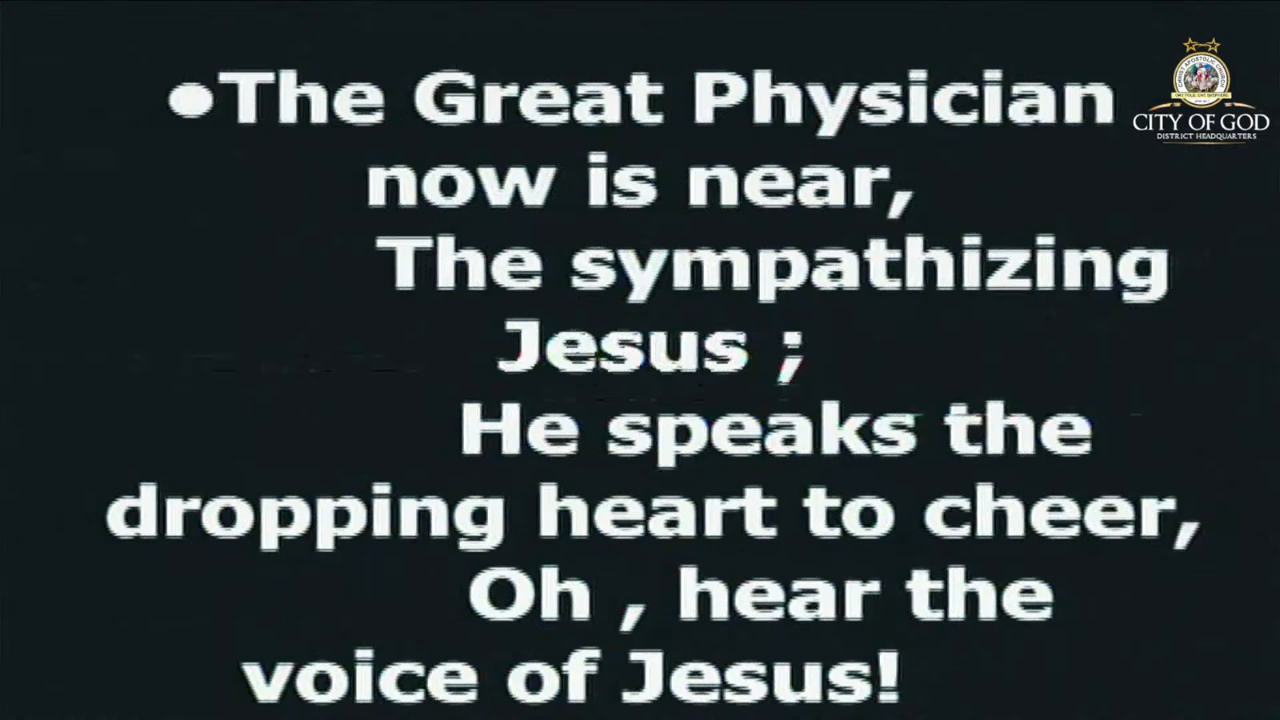 ●The Great Physician
now is near,
The sympathizing
Jesus ;
He speaks the
dropping heart to cheer,
Oh , hear the
voice of Jesus!
CITY OF GOD
DISTRICT HEADQUARTERS